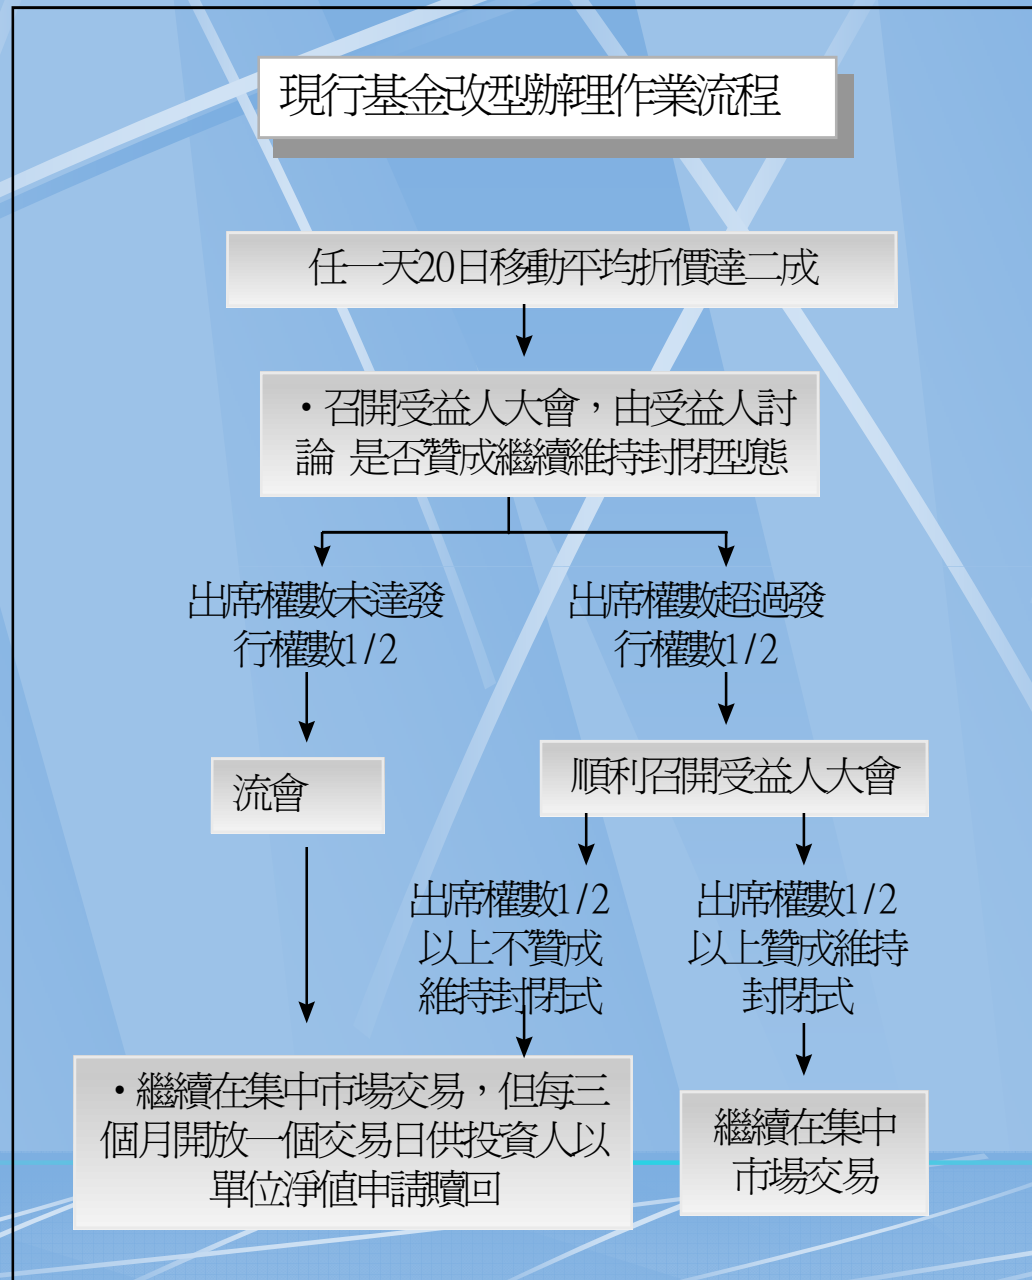 現行基金改型辦理作業流程
任一天20日移動平均折價達二成
・召開受益人大會，由受益人討
論 是否贊成繼續維持封閉型態
出席權數未達發
行權數1/2
出席權數超過發
行權數1/2
流會
順利召開受益人大會
出席權數1/2
以上不贊成
維持封閉式
出席權數1/2
以上贊成維持
封閉式
・繼續在集中市場交易，但每三
個月開放一個交易日供投資人以
單位淨值申請贖回
繼續在集中
市場交易